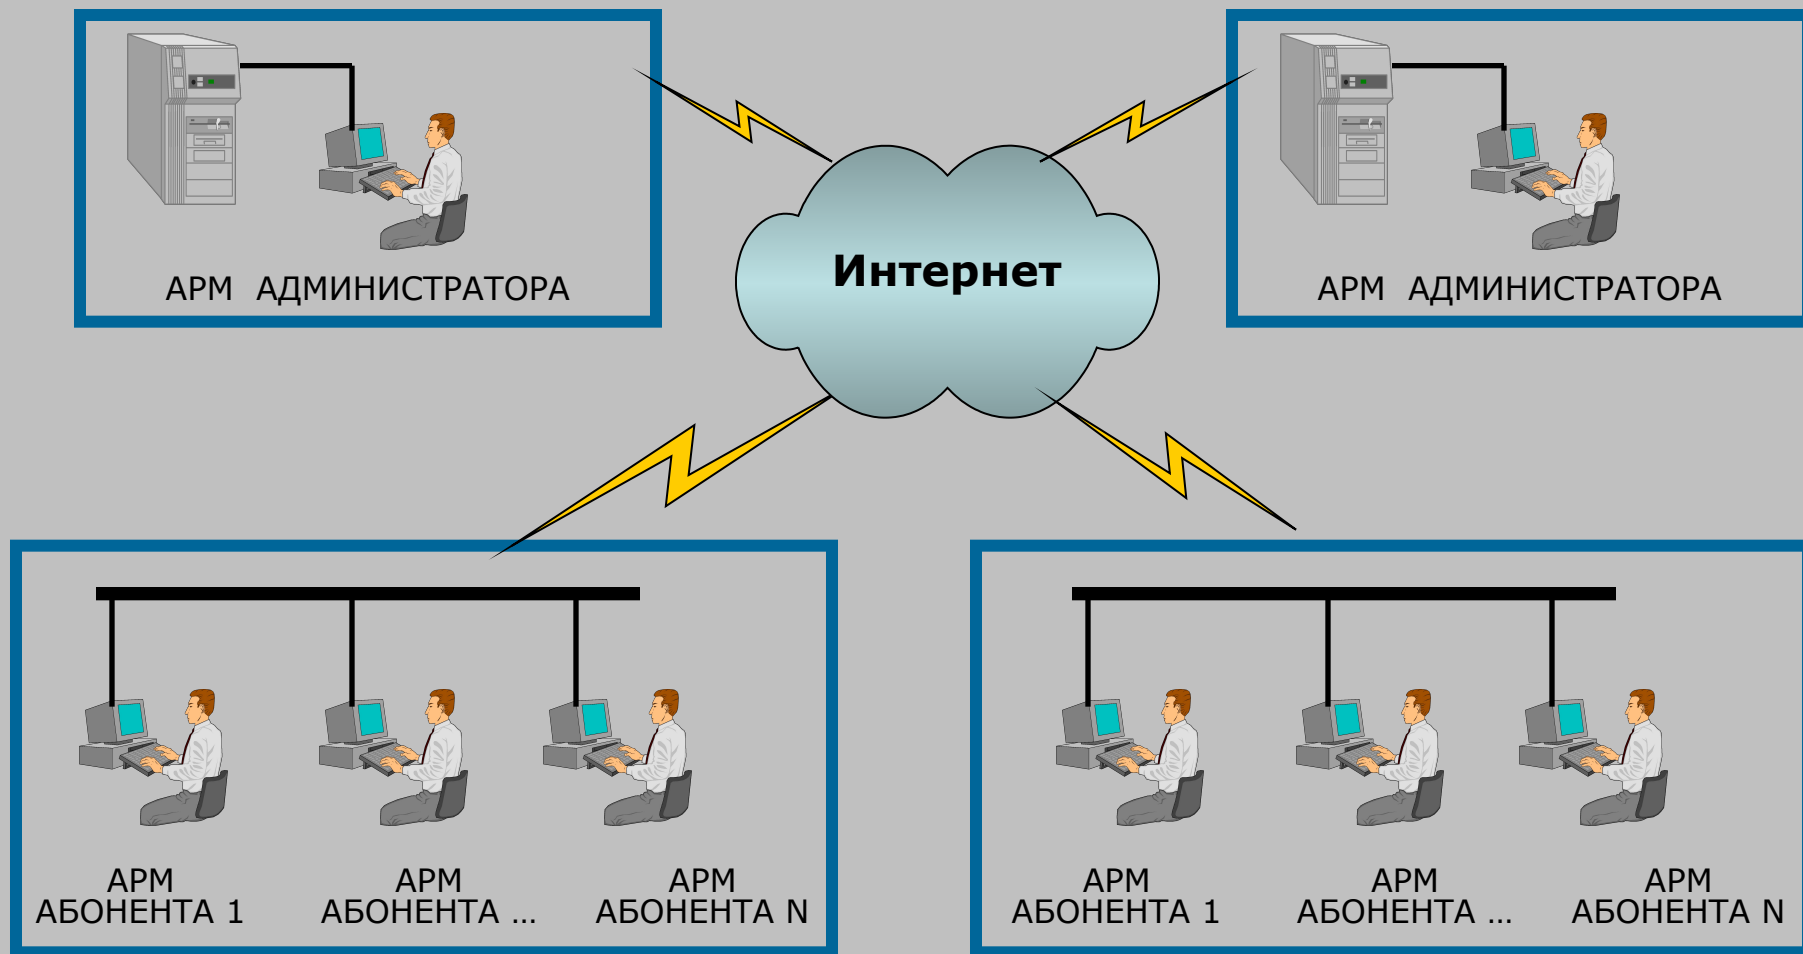 АРМ АДМИНИСТРАТОРА
Интернет
АРМ АДМИНИСТРАТОРА
АРМ
АБОНЕНТА 1
АРМ
АБОНЕНТА ...
АРМ
АБОНЕНТА N
АРМ
АБОНЕНТА 1
АРМ
АБОНЕНТА ...
АРМ
АБОНЕНТА N